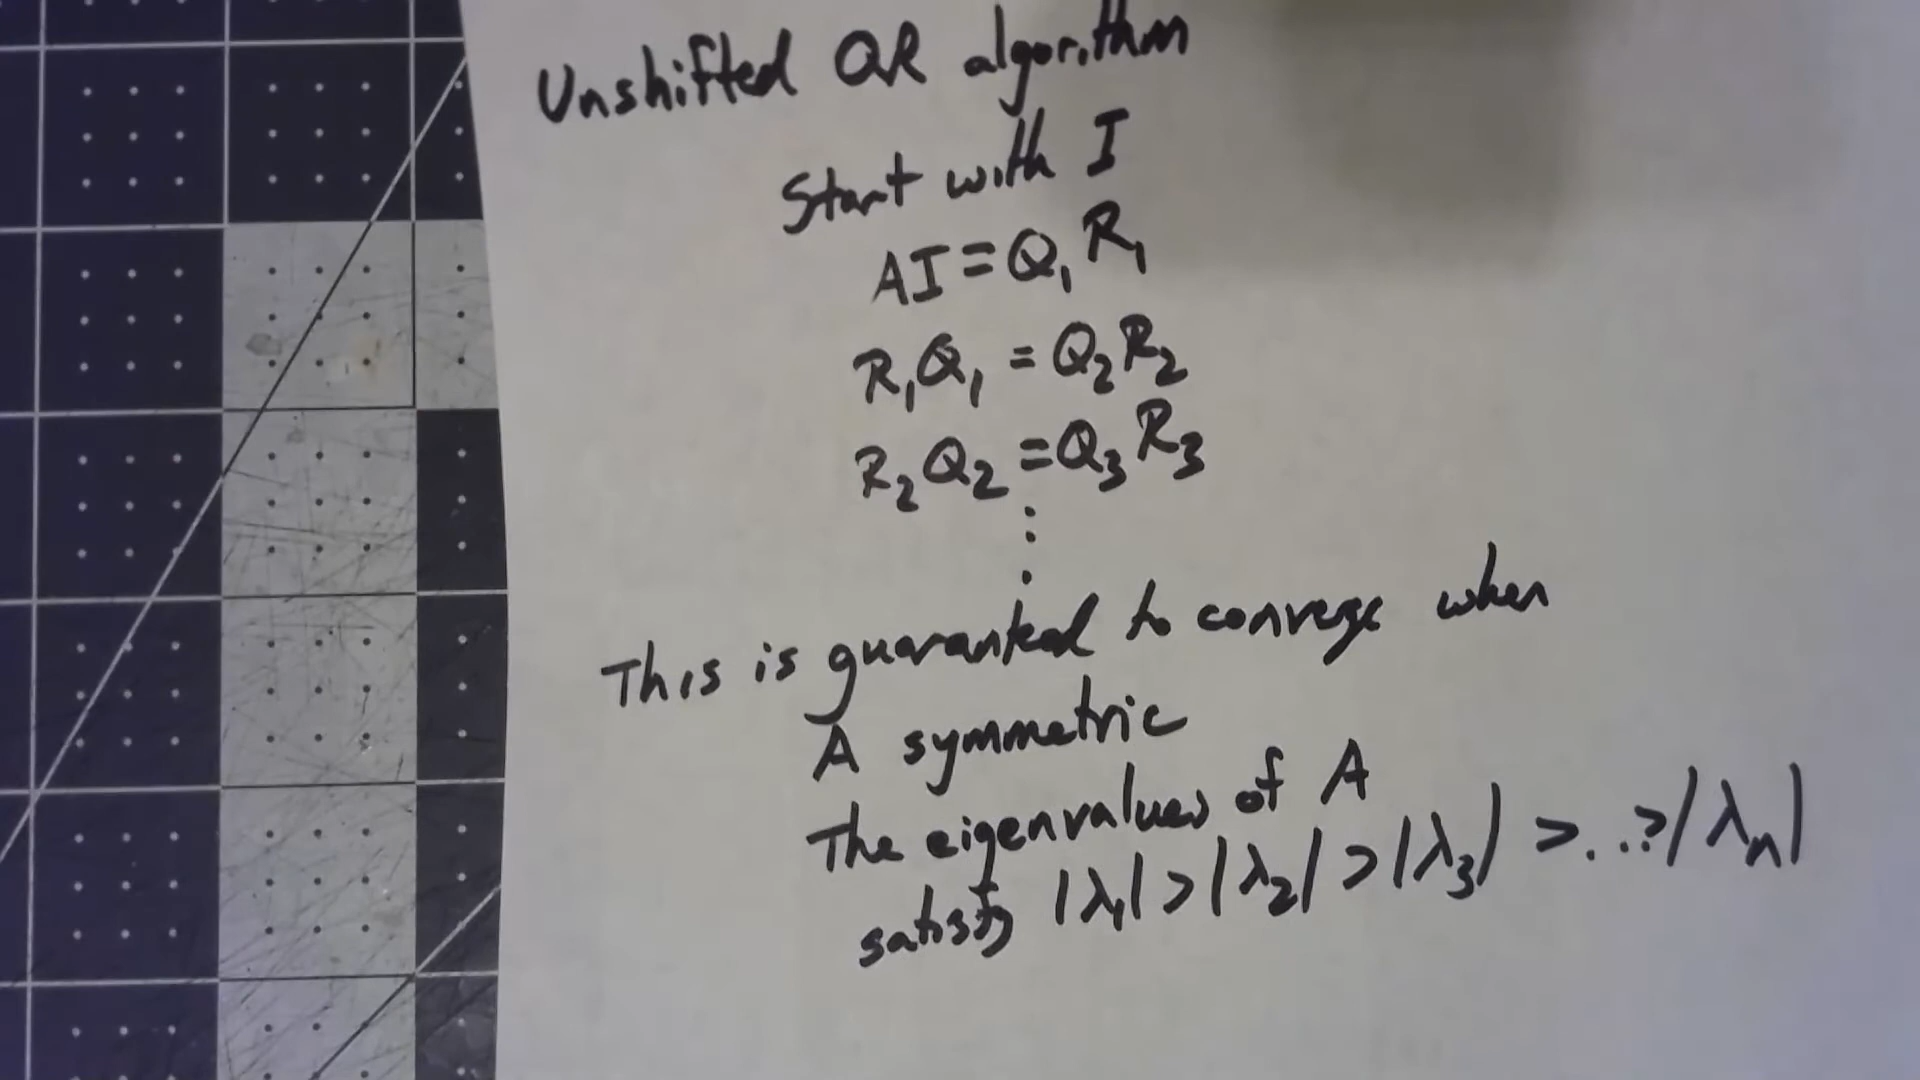 Unshifted QR algorithm
Start with I
AI = Q₁R₁
R₁Q₁ = Q₂R₂
R₂Q₂ = Q₃R₃
⋮
This is guaranteed to converge when
A symmetric
The eigenvalues of A
satisfy |λ₁| > |λ₂| > |λ₃| > ... > |λₙ|